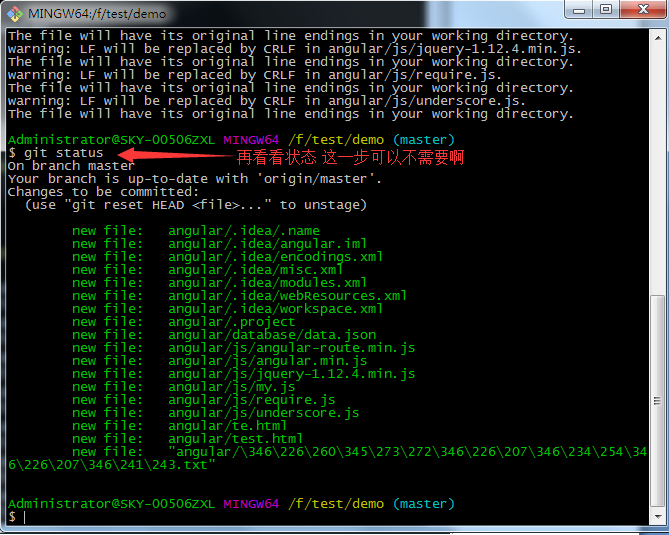 MINGW64:/f/test/demo
The file will have its original line endings in your working directory.
warning: LF will be replaced by CRLF in angular/js/jquery-1.12.4.min.js.
The file will have its original line endings in your working directory.
warning: LF will be replaced by CRLF in angular/js/require.js.
The file will have its original line endings in your working directory.
warning: LF will be replaced by CRLF in angular/js/underscore.js.
The file will have its original line endings in your working directory.
Administrator@SKY-00506ZXL MINGW64 /f/test/demo (master)
$ git status 再看看状态 这一步可以不需要啊
On branch master
Your branch is up-to-date with 'origin/master'.
Changes to be committed:
(use "git reset HEAD <file>..." to unstage)
new file: angular/.idea/.name
new file: angular/.idea/angular.iml
new file: angular/.idea/encodings.xml
new file: angular/.idea/misc.xml
new file: angular/.idea/modules.xml
new file: angular/.idea/webResources.xml
new file: angular/.idea/workspace.xml
new file: angular/.project
new file: angular/database/data.json
new file: angular/js/angular-route.min.js
new file: angular/js/angular.min.js
new file: angular/js/jquery-1.12.4.min.js
new file: angular/js/my.js
new file: angular/js/require.js
new file: angular/js/underscore.js
new file: angular/te.html
new file: angular/test.html
new file: "angular/\346\226\260\345\273\272\346\226\207\346\234\254\34
6\226\207\346\241\243.txt"
Administrator@SKY-00506ZXL MINGW64 /f/test/demo (master)
$